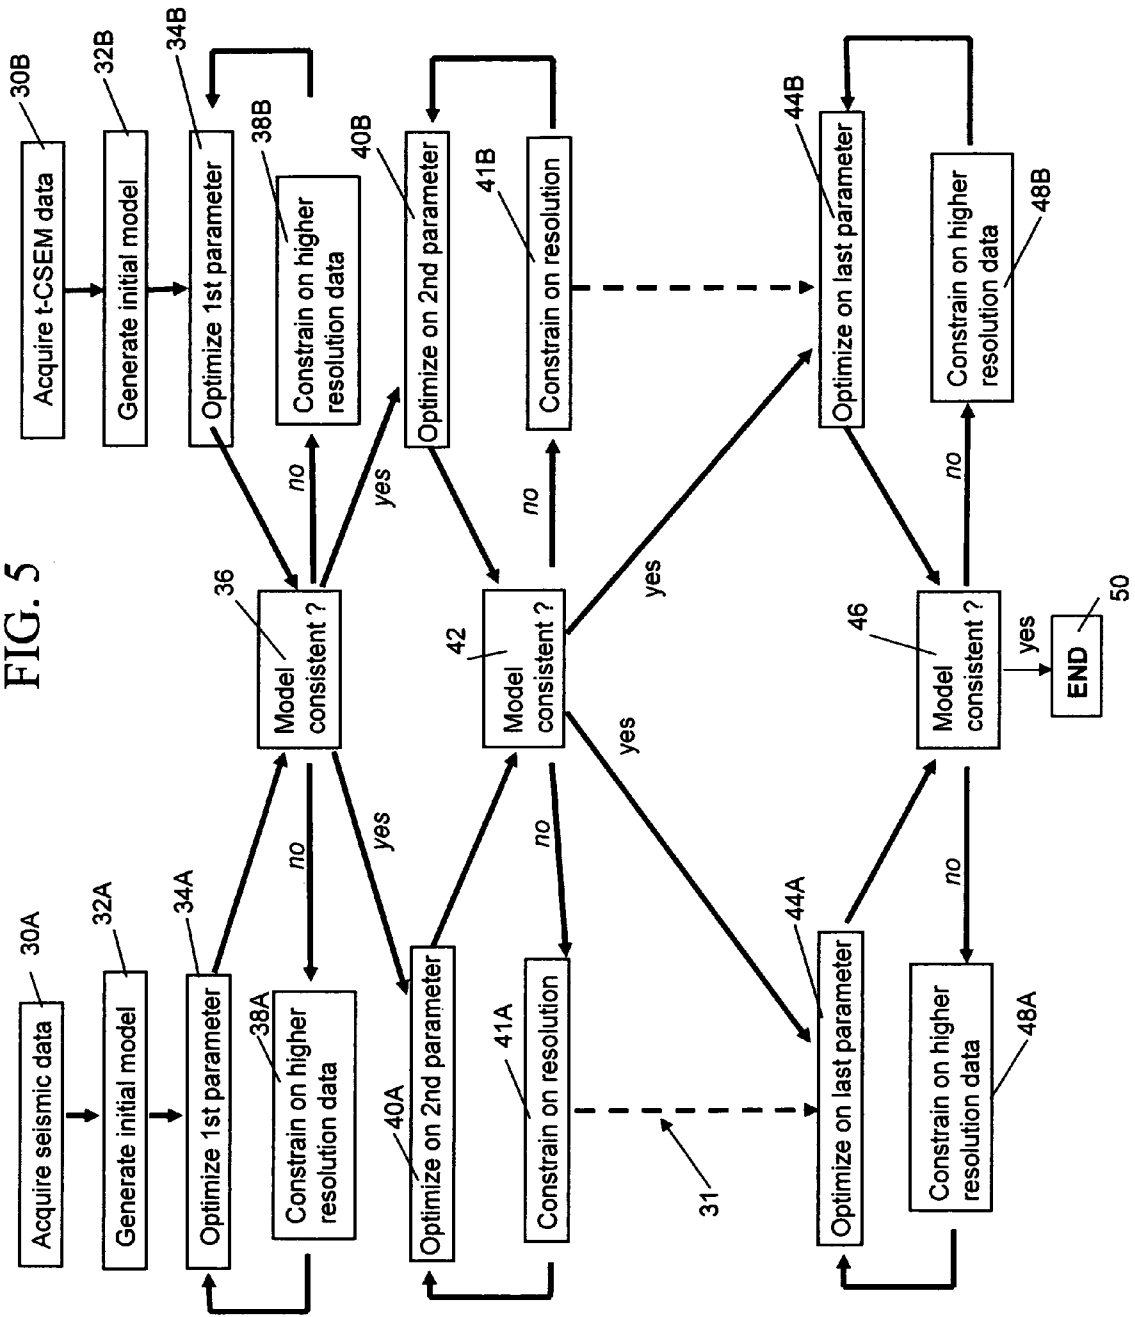 FIG. 5
30A
Acquire seismic data
30B
Acquire t-CSEM data
32A
Generate initial model
32B
Generate initial model
34A
Optimize 1st parameter
34B
Optimize 1st parameter
36
Model
consistent ?
no
no
38A
Constrain on higher
resolution data
38B
Constrain on higher
resolution data
yes
yes
40A
Optimize on 2nd parameter
40B
Optimize on 2nd parameter
42
Model
consistent ?
no
no
41A
Constrain on resolution
41B
Constrain on resolution
yes
yes
31
44A
Optimize on last parameter
44B
Optimize on last parameter
46
Model
consistent ?
no
no
48A
Constrain on higher
resolution data
48B
Constrain on higher
resolution data
yes
END
50